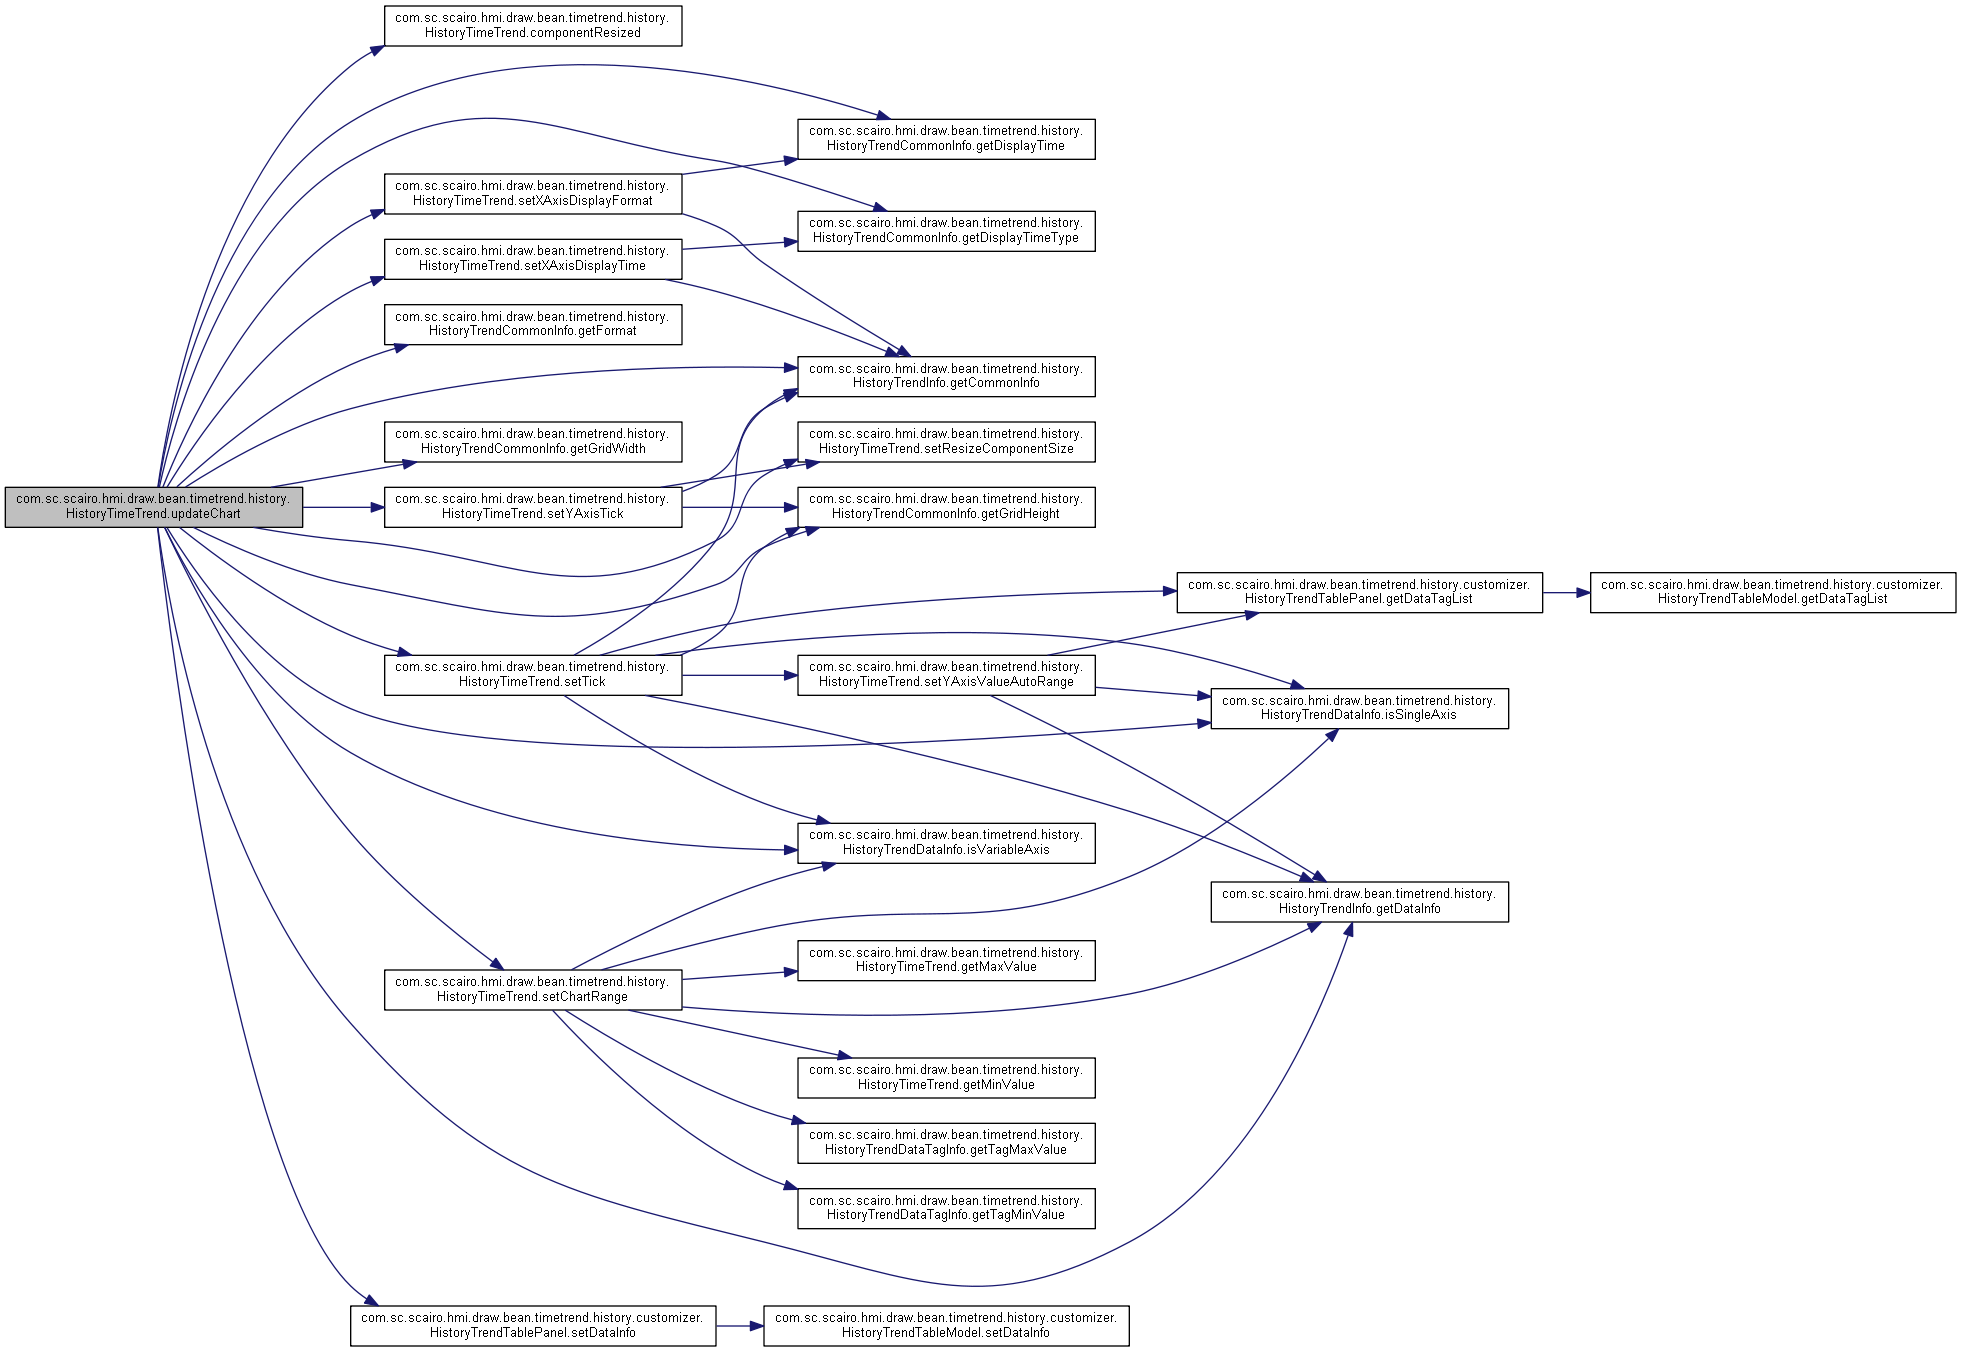 com.sc.scairo.hmi.draw.bean.timetrend.history.
HistoryTimeTrend.updateChart
com.sc.scairo.hmi.draw.bean.timetrend.history.
HistoryTimeTrend.componentResized
com.sc.scairo.hmi.draw.bean.timetrend.history.
HistoryTimeTrend.setXAxisDisplayFormat
com.sc.scairo.hmi.draw.bean.timetrend.history.
HistoryTimeTrend.setXAxisDisplayTime
com.sc.scairo.hmi.draw.bean.timetrend.history.
HistoryTrendCommonInfo.getFormat
com.sc.scairo.hmi.draw.bean.timetrend.history.
HistoryTrendCommonInfo.getGridWidth
com.sc.scairo.hmi.draw.bean.timetrend.history.
HistoryTimeTrend.setYAxisTick
com.sc.scairo.hmi.draw.bean.timetrend.history.
HistoryTimeTrend.setTick
com.sc.scairo.hmi.draw.bean.timetrend.history.
HistoryTimeTrend.setChartRange
com.sc.scairo.hmi.draw.bean.timetrend.history.customizer.
HistoryTrendTablePanel.setDataInfo
com.sc.scairo.hmi.draw.bean.timetrend.history.
HistoryTrendCommonInfo.getDisplayTime
com.sc.scairo.hmi.draw.bean.timetrend.history.
HistoryTrendCommonInfo.getDisplayTimeType
com.sc.scairo.hmi.draw.bean.timetrend.history.
HistoryTrendInfo.getCommonInfo
com.sc.scairo.hmi.draw.bean.timetrend.history.
HistoryTimeTrend.setResizeComponentSize
com.sc.scairo.hmi.draw.bean.timetrend.history.
HistoryTrendCommonInfo.getGridHeight
com.sc.scairo.hmi.draw.bean.timetrend.history.
HistoryTimeTrend.setYAxisValueAutoRange
com.sc.scairo.hmi.draw.bean.timetrend.history.
HistoryTrendDataInfo.isVariableAxis
com.sc.scairo.hmi.draw.bean.timetrend.history.
HistoryTimeTrend.getMaxValue
com.sc.scairo.hmi.draw.bean.timetrend.history.
HistoryTimeTrend.getMinValue
com.sc.scairo.hmi.draw.bean.timetrend.history.
HistoryTrendDataTagInfo.getTagMaxValue
com.sc.scairo.hmi.draw.bean.timetrend.history.
HistoryTrendDataTagInfo.getTagMinValue
com.sc.scairo.hmi.draw.bean.timetrend.history.customizer.
HistoryTrendTableModel.setDataInfo
com.sc.scairo.hmi.draw.bean.timetrend.history.customizer.
HistoryTrendTablePanel.getDataTagList
com.sc.scairo.hmi.draw.bean.timetrend.history.
HistoryTrendDataInfo.isSingleAxis
com.sc.scairo.hmi.draw.bean.timetrend.history.
HistoryTrendInfo.getDataInfo
com.sc.scairo.hmi.draw.bean.timetrend.history.customizer.
HistoryTrendTableModel.getDataTagList